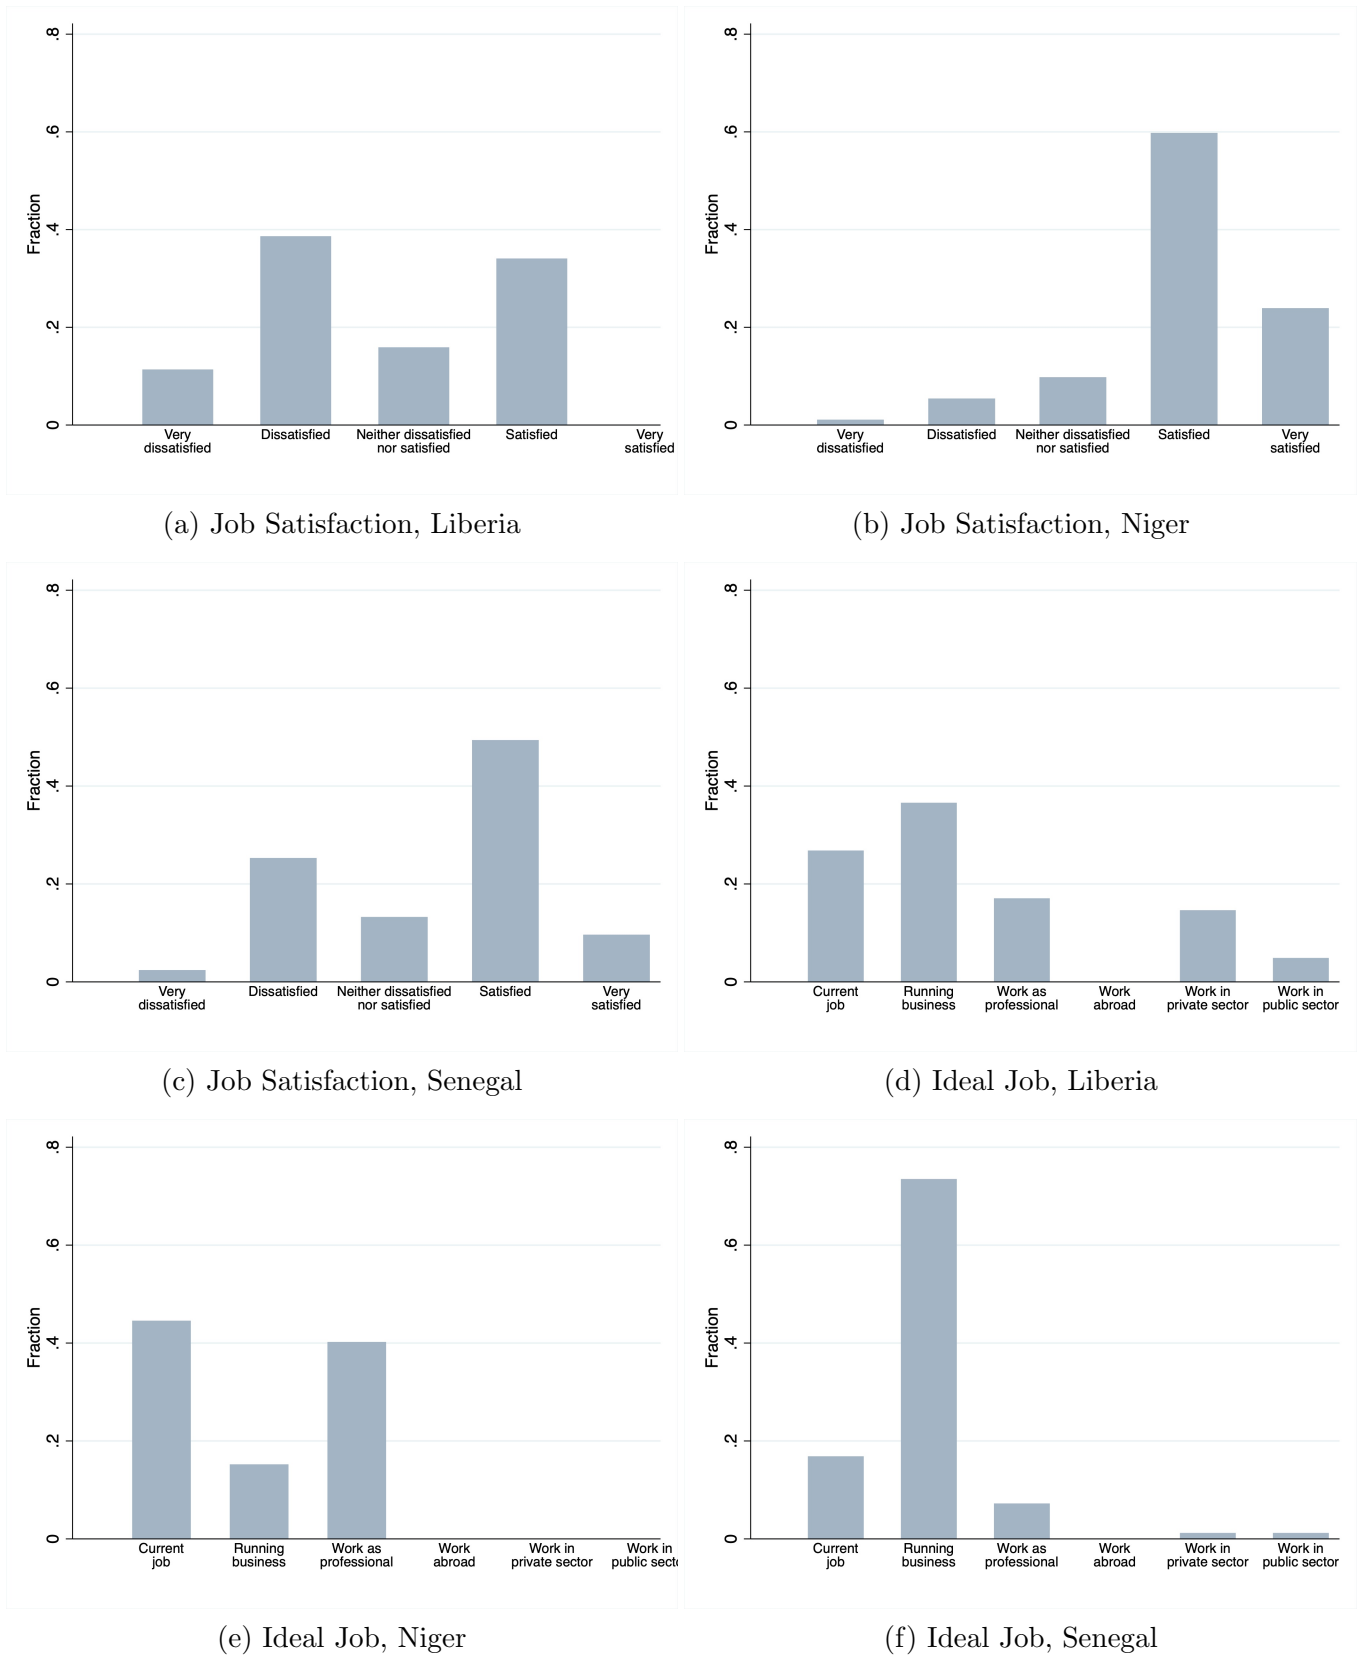 .8
.6
.4
.2
0
Fraction
Very dissatisfied
Dissatisfied
Neither dissatisfied nor satisfied
Satisfied
Very satisfied
(a) Job Satisfaction, Liberia
.8
.6
.4
.2
0
Fraction
Very dissatisfied
Dissatisfied
Neither dissatisfied nor satisfied
Satisfied
Very satisfied
(b) Job Satisfaction, Niger
.8
.6
.4
.2
0
Fraction
Very dissatisfied
Dissatisfied
Neither dissatisfied nor satisfied
Satisfied
Very satisfied
(c) Job Satisfaction, Senegal
.8
.6
.4
.2
0
Fraction
Current job
Running business
Work as professional
Work abroad
Work in private sector
Work in public sector
(d) Ideal Job, Liberia
.8
.6
.4
.2
0
Fraction
Current job
Running business
Work as professional
Work abroad
Work in private sector
Work in public secto
(e) Ideal Job, Niger
.8
.6
.4
.2
0
Fraction
Current job
Running business
Work as professional
Work abroad
Work in private sector
Work in public sector
(f) Ideal Job, Senegal